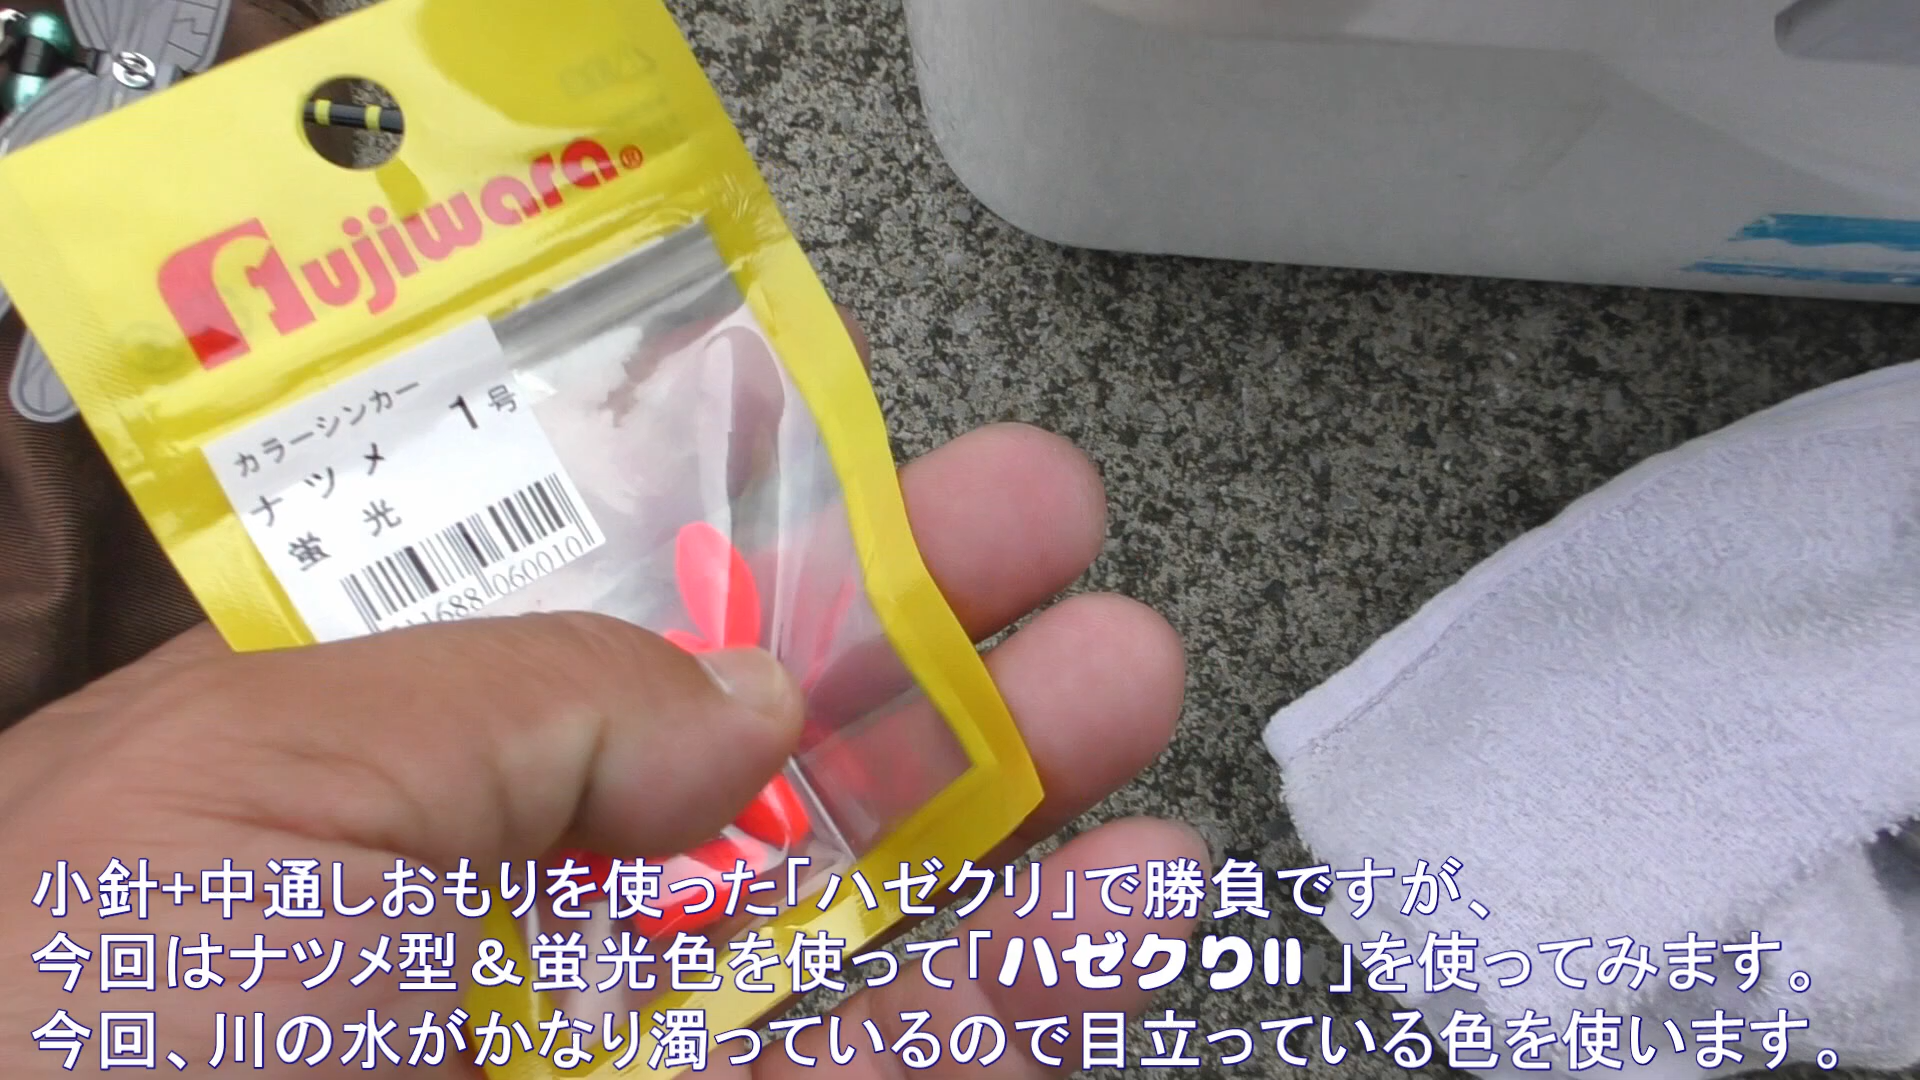 Fujiwara®
カラーシンカー
ナツメ 1号
蛍光
688 060010
小針+中通しおもりを使った「ハゼクリ」で勝負ですが、
今回はナツメ型＆蛍光色を使って「ハゼクワII」を使ってみます。
今回、川の水がかなり濁っているので目立っている色を使います。